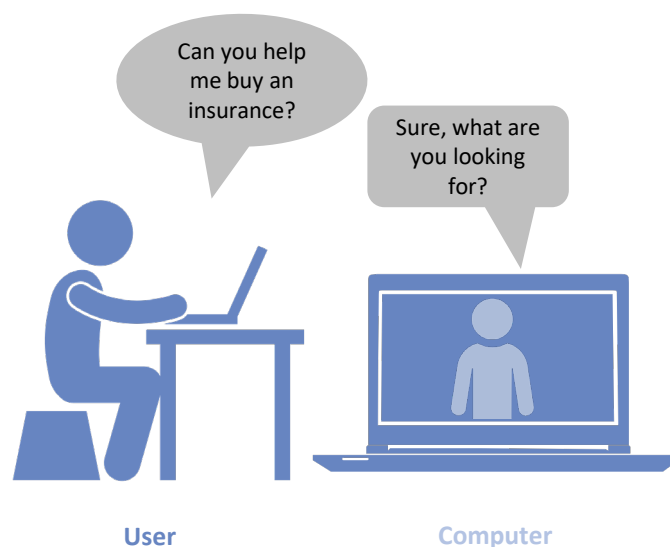 Can you help
me buy an
insurance?
Sure, what are
you looking
for?
User
Computer